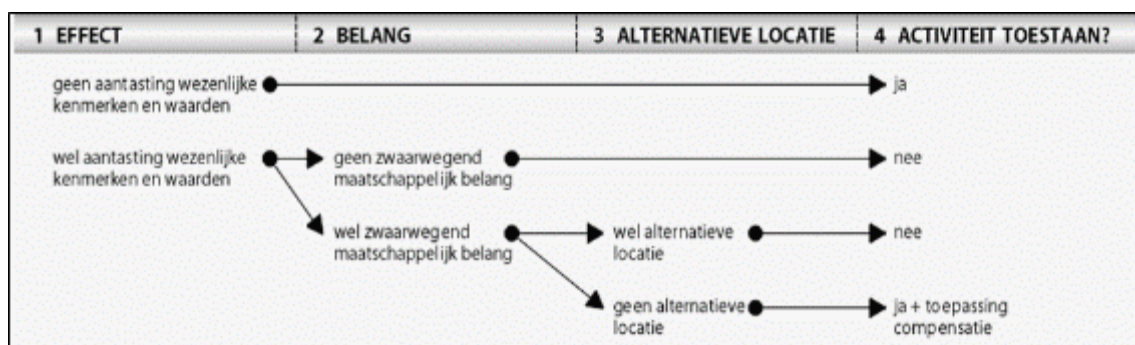 1 EFFECT
2 BELANG
3 ALTERNATIEVE LOCATIE
4 ACTIVITEIT TOESTAAN?
geen aantasting wezenlijke
kenmerken en waarden
ja
wel aantasting wezenlijke
kenmerken en waarden
geen zwaarwegend
maatschappelijk belang
nee
wel zwaarwegend
maatschappelijk belang
wel alternatieve
locatie
nee
geen alternatieve
locatie
ja + toepassing
compensatie